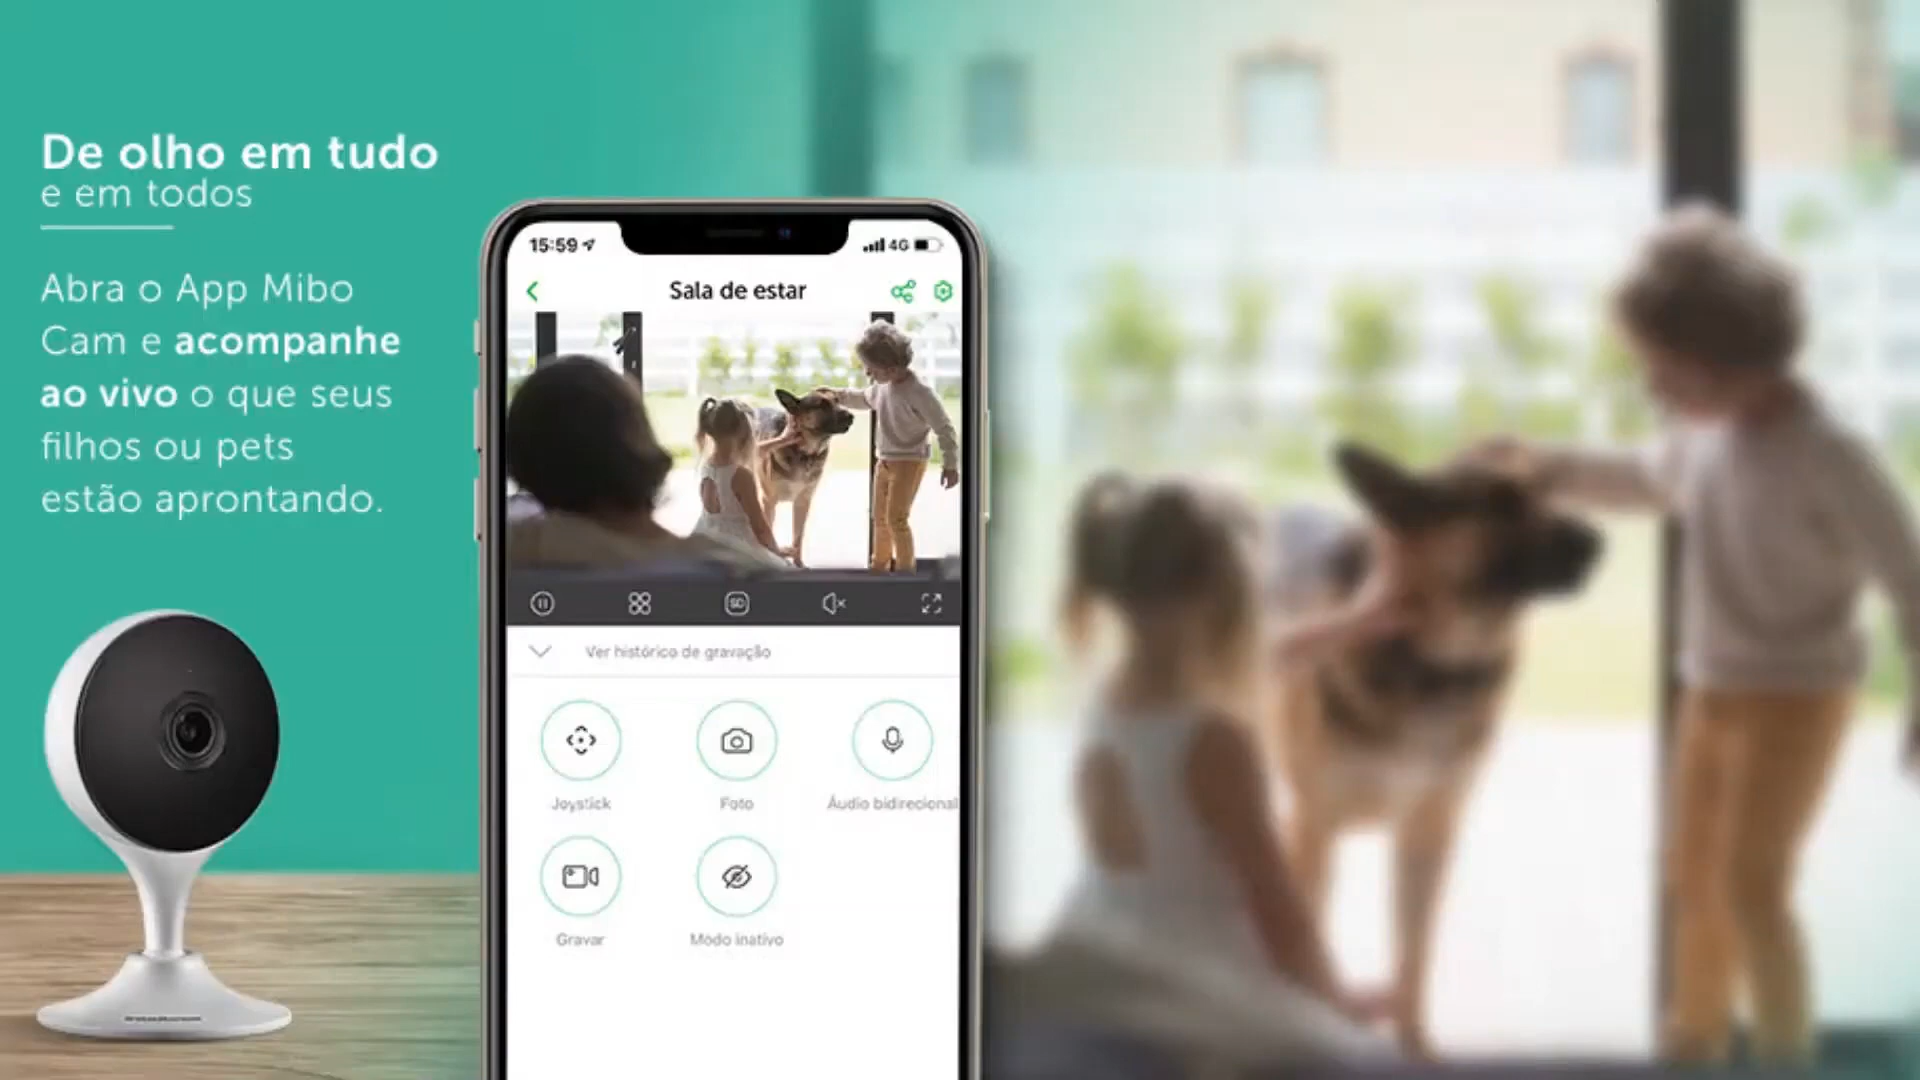 De olho em tudo
e em todos
Abra o App Mibo
Cam e acompanhe
ao vivo o que seus
filhos ou pets
estão aprontando.
15:59
4G
Sala de estar
SD
Ver histórico de gravação
Joystick
Foto
Áudio bidirecional
Gravar
Modo inativo